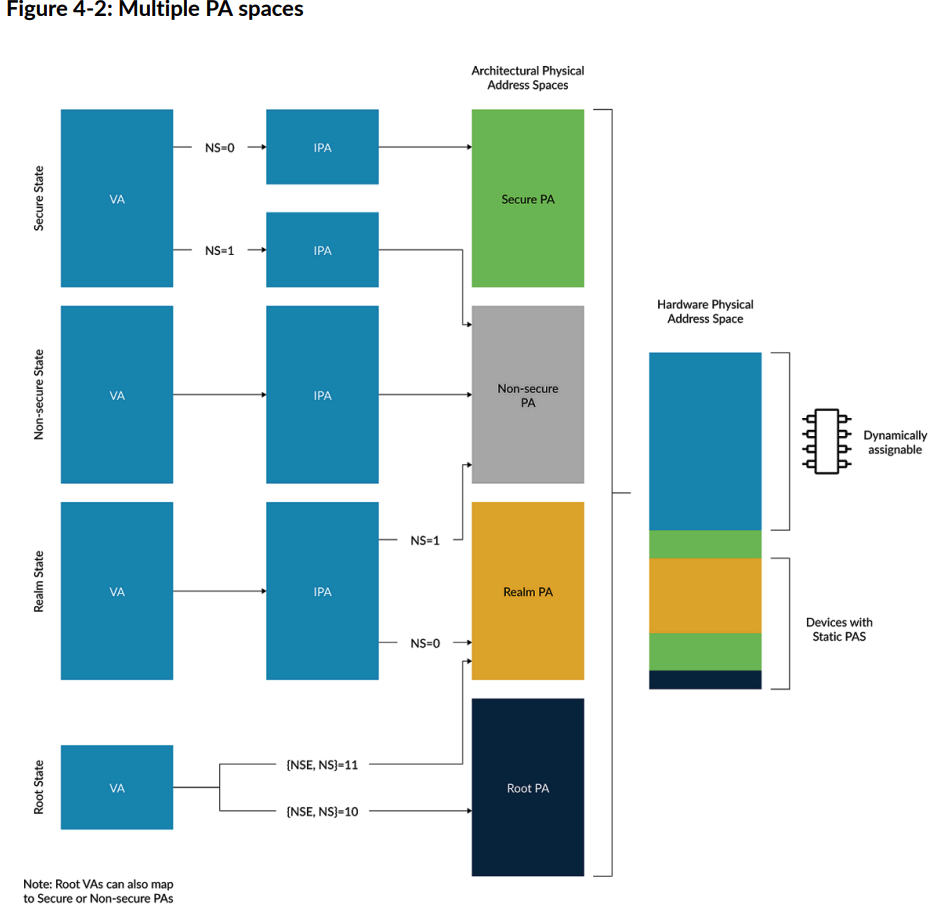 Figure 4-2: Multiple PA spaces
Architectural Physical
Address Spaces
Secure State
VA
NS=0
IPA
NS=1
IPA
Secure PA
Non-secure State
VA
IPA
Non-secure
PA
Realm State
VA
IPA
NS=1
NS=0
Realm PA
Root State
VA
{NSE, NS}=11
{NSE, NS}=10
Root PA
Hardware Physical
Address Space
Dynamically
assignable
Devices with
Static PAS
Note: Root VAs can also map
to Secure or Non-secure PAs